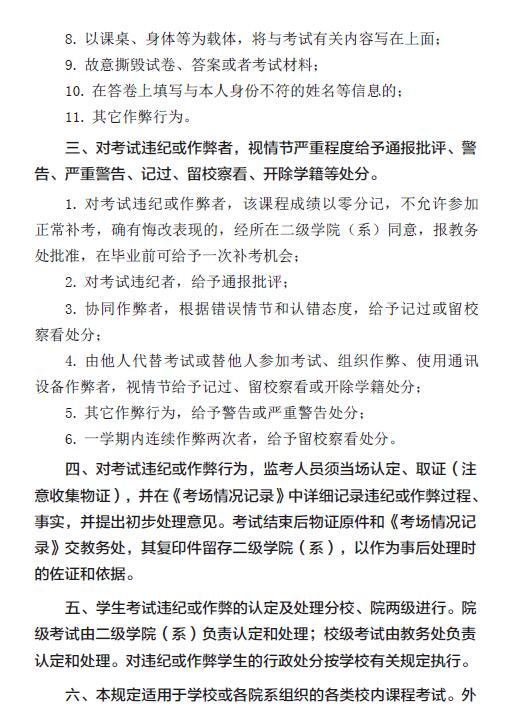 8. 以课桌、身体等为载体，将与考试有关内容写在上面；
9. 故意撕毁试卷、答案或者考试材料；
10. 在答卷上填写与本人身份不符的姓名等信息的；
11. 其它作弊行为。
三、对考试违纪或作弊者，视情节严重程度给予通报批评、警
告、严重警告、记过、留校察看、开除学籍等处分。
1. 对考试违纪或作弊者，该课程成绩以零分记，不允许参加
正常补考，确有悔改表现的，经所在二级学院（系）同意，报教务
处批准，在毕业前可给予一次补考机会；
2. 对考试违纪者，给予通报批评；
3. 协同作弊者，根据错误情节和认错态度，给予记过或留校
察看处分；
4. 由他人代替考试或替他人参加考试、组织作弊、使用通讯
设备作弊者，视情节给予记过、留校察看或开除学籍处分；
5. 其它作弊行为，给予警告或严重警告处分；
6. 一学期内连续作弊两次者，给予留校察看处分。
四、对考试违纪或作弊行为，监考人员须当场认定、取证（注
意收集物证），并在《考场情况记录》中详细记录违纪或作弊过程、
事实，并提出初步处理意见。考试结束后物证原件和《考场情况记
录》交教务处，其复印件留存二级学院（系），以作为事后处理时
的佐证和依据。
五、学生考试违纪或作弊的认定及处理分校、院两级进行。院
级考试由二级学院（系）负责认定和处理；校级考试由教务处负责
认定和处理。对违纪或作弊学生的行政处分按学校有关规定执行。
六、本规定适用于学校或各院系组织的各类校内课程考试。外